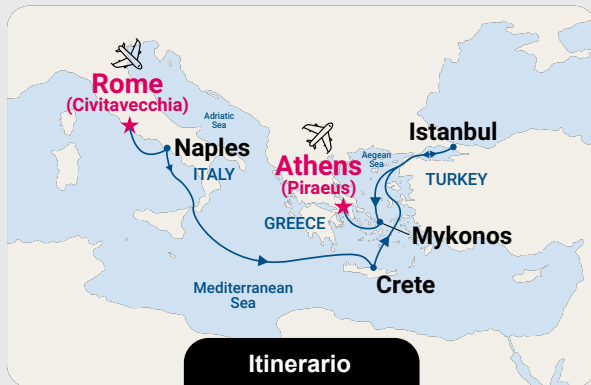 Rome
(Civitavecchia)
Adriatic
Sea
Naples
ITALY
Istanbul
Aegean
Sea
Athens
(Piraeus)
TURKEY
GREECE
Mykonos
Crete
Mediterranean
Sea
Itinerario